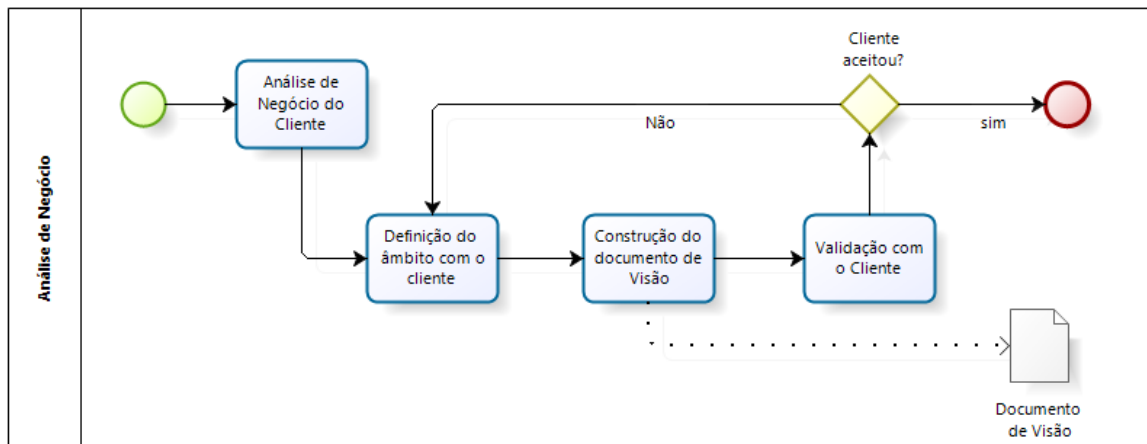 Análise de Negócio
Análise de
Negócio do
Cliente
Cliente
aceitou?
Não
sim
Definição do
âmbito com o
cliente
Construção do
documento de
Visão
Validação com
o Cliente
Documento
de Visão